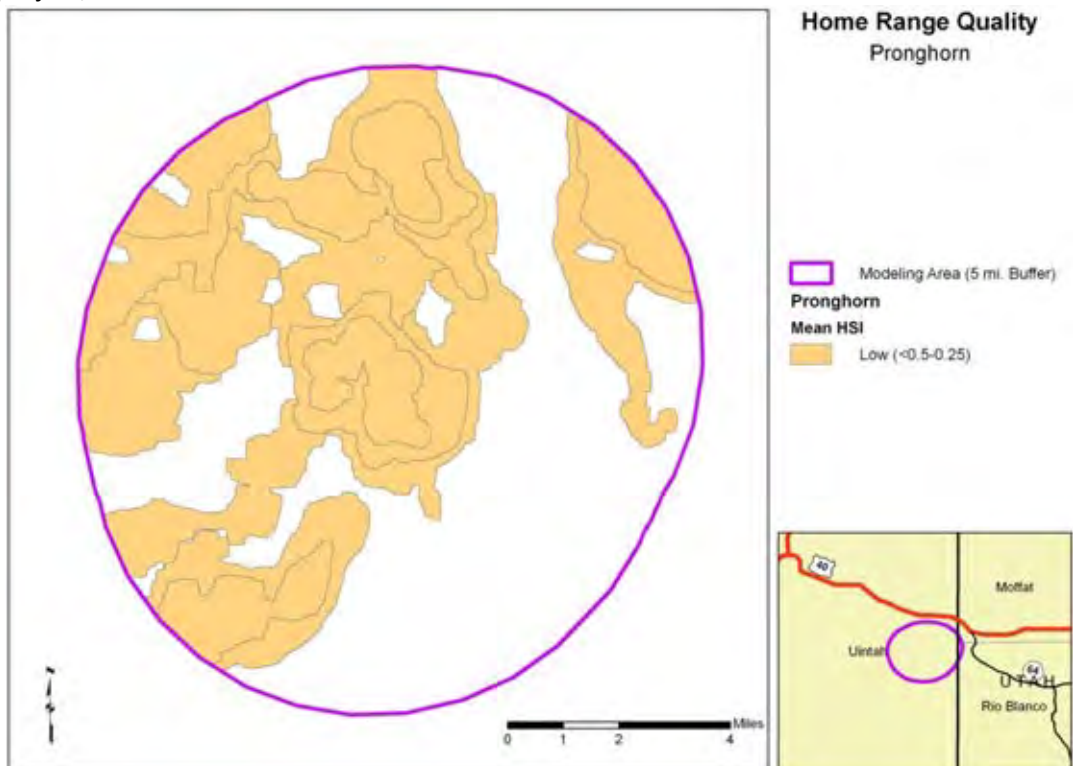 Home Range Quality
Pronghorn
Modeling Area (5 mi. Buffer)
Pronghorn
Mean HSI
Low (<0.5-0.25)
Miles
0 1 2 4
40
Moffat
Uintah
64
UTAH
Rio Blanco